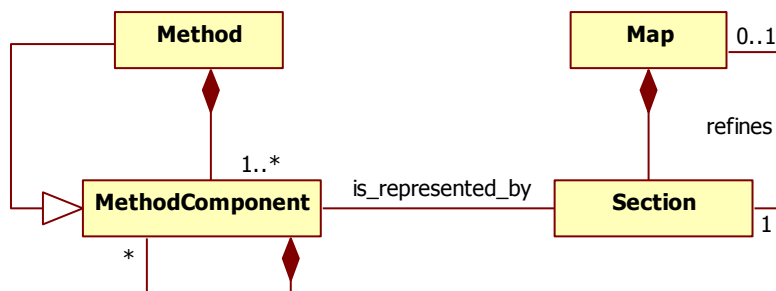 Method
Map
0..1
refines
1..*
is_represented_by
MethodComponent
Section
*
1